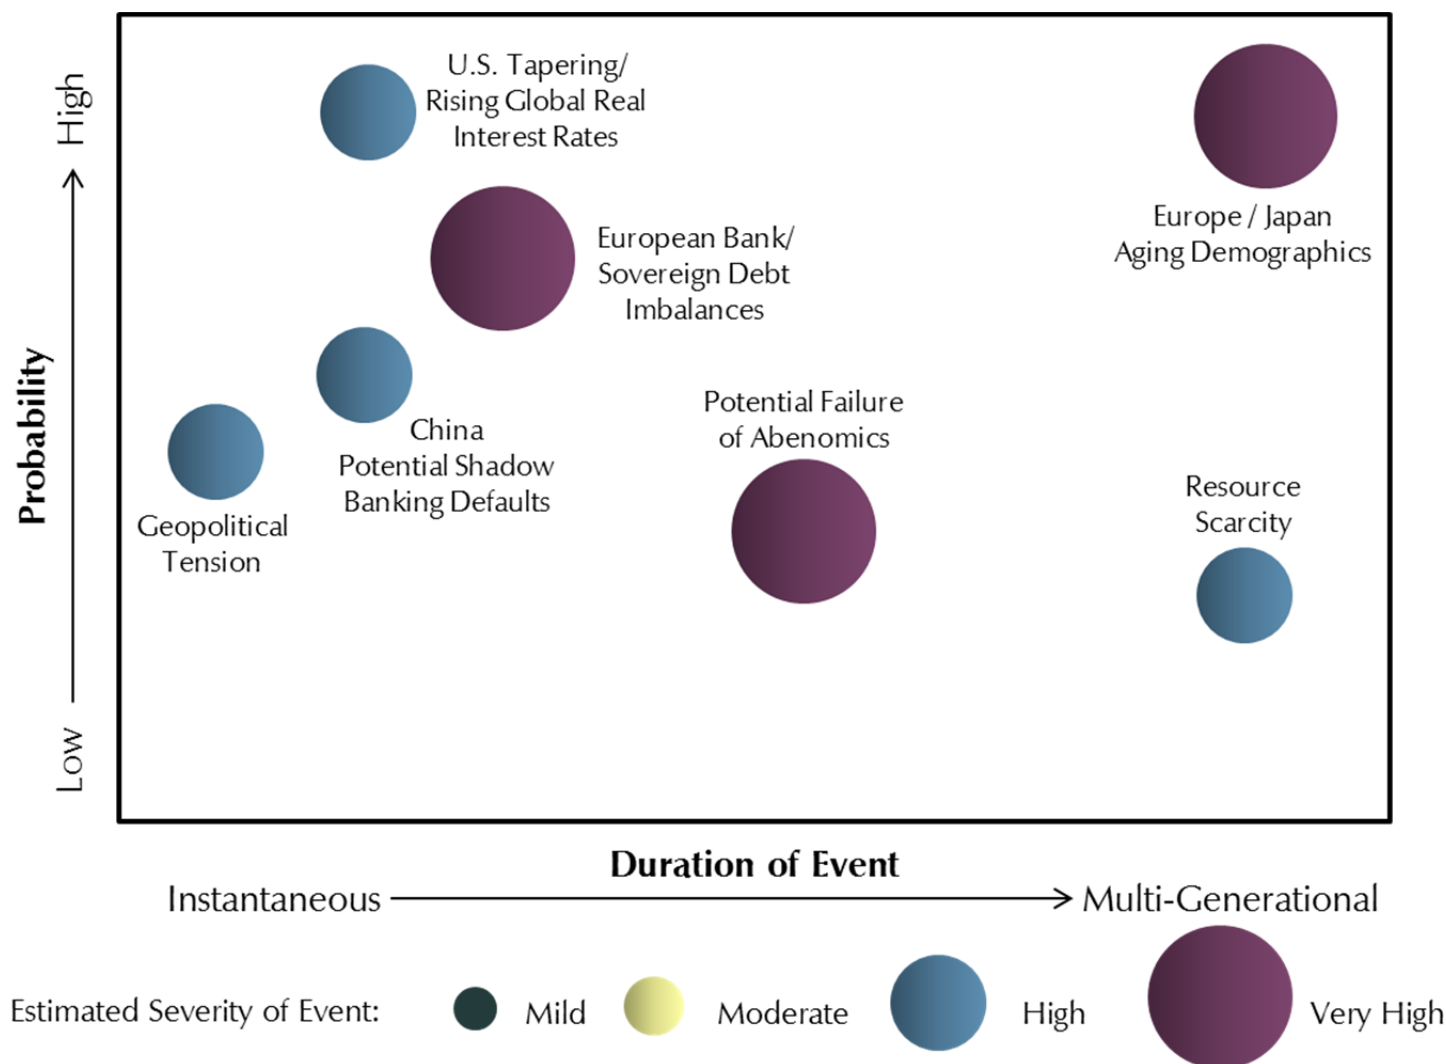 U.S. Tapering/
Rising Global Real
Interest Rates
Europe / Japan
Aging Demographics
European Bank/
Sovereign Debt
Imbalances
China
Potential Shadow
Banking Defaults
Potential Failure
of Abenomics
Geopolitical
Tension
Resource
Scarcity
High
Probability
Low
Duration of Event
Instantaneous
Multi-Generational
Estimated Severity of Event:
Mild
Moderate
High
Very High